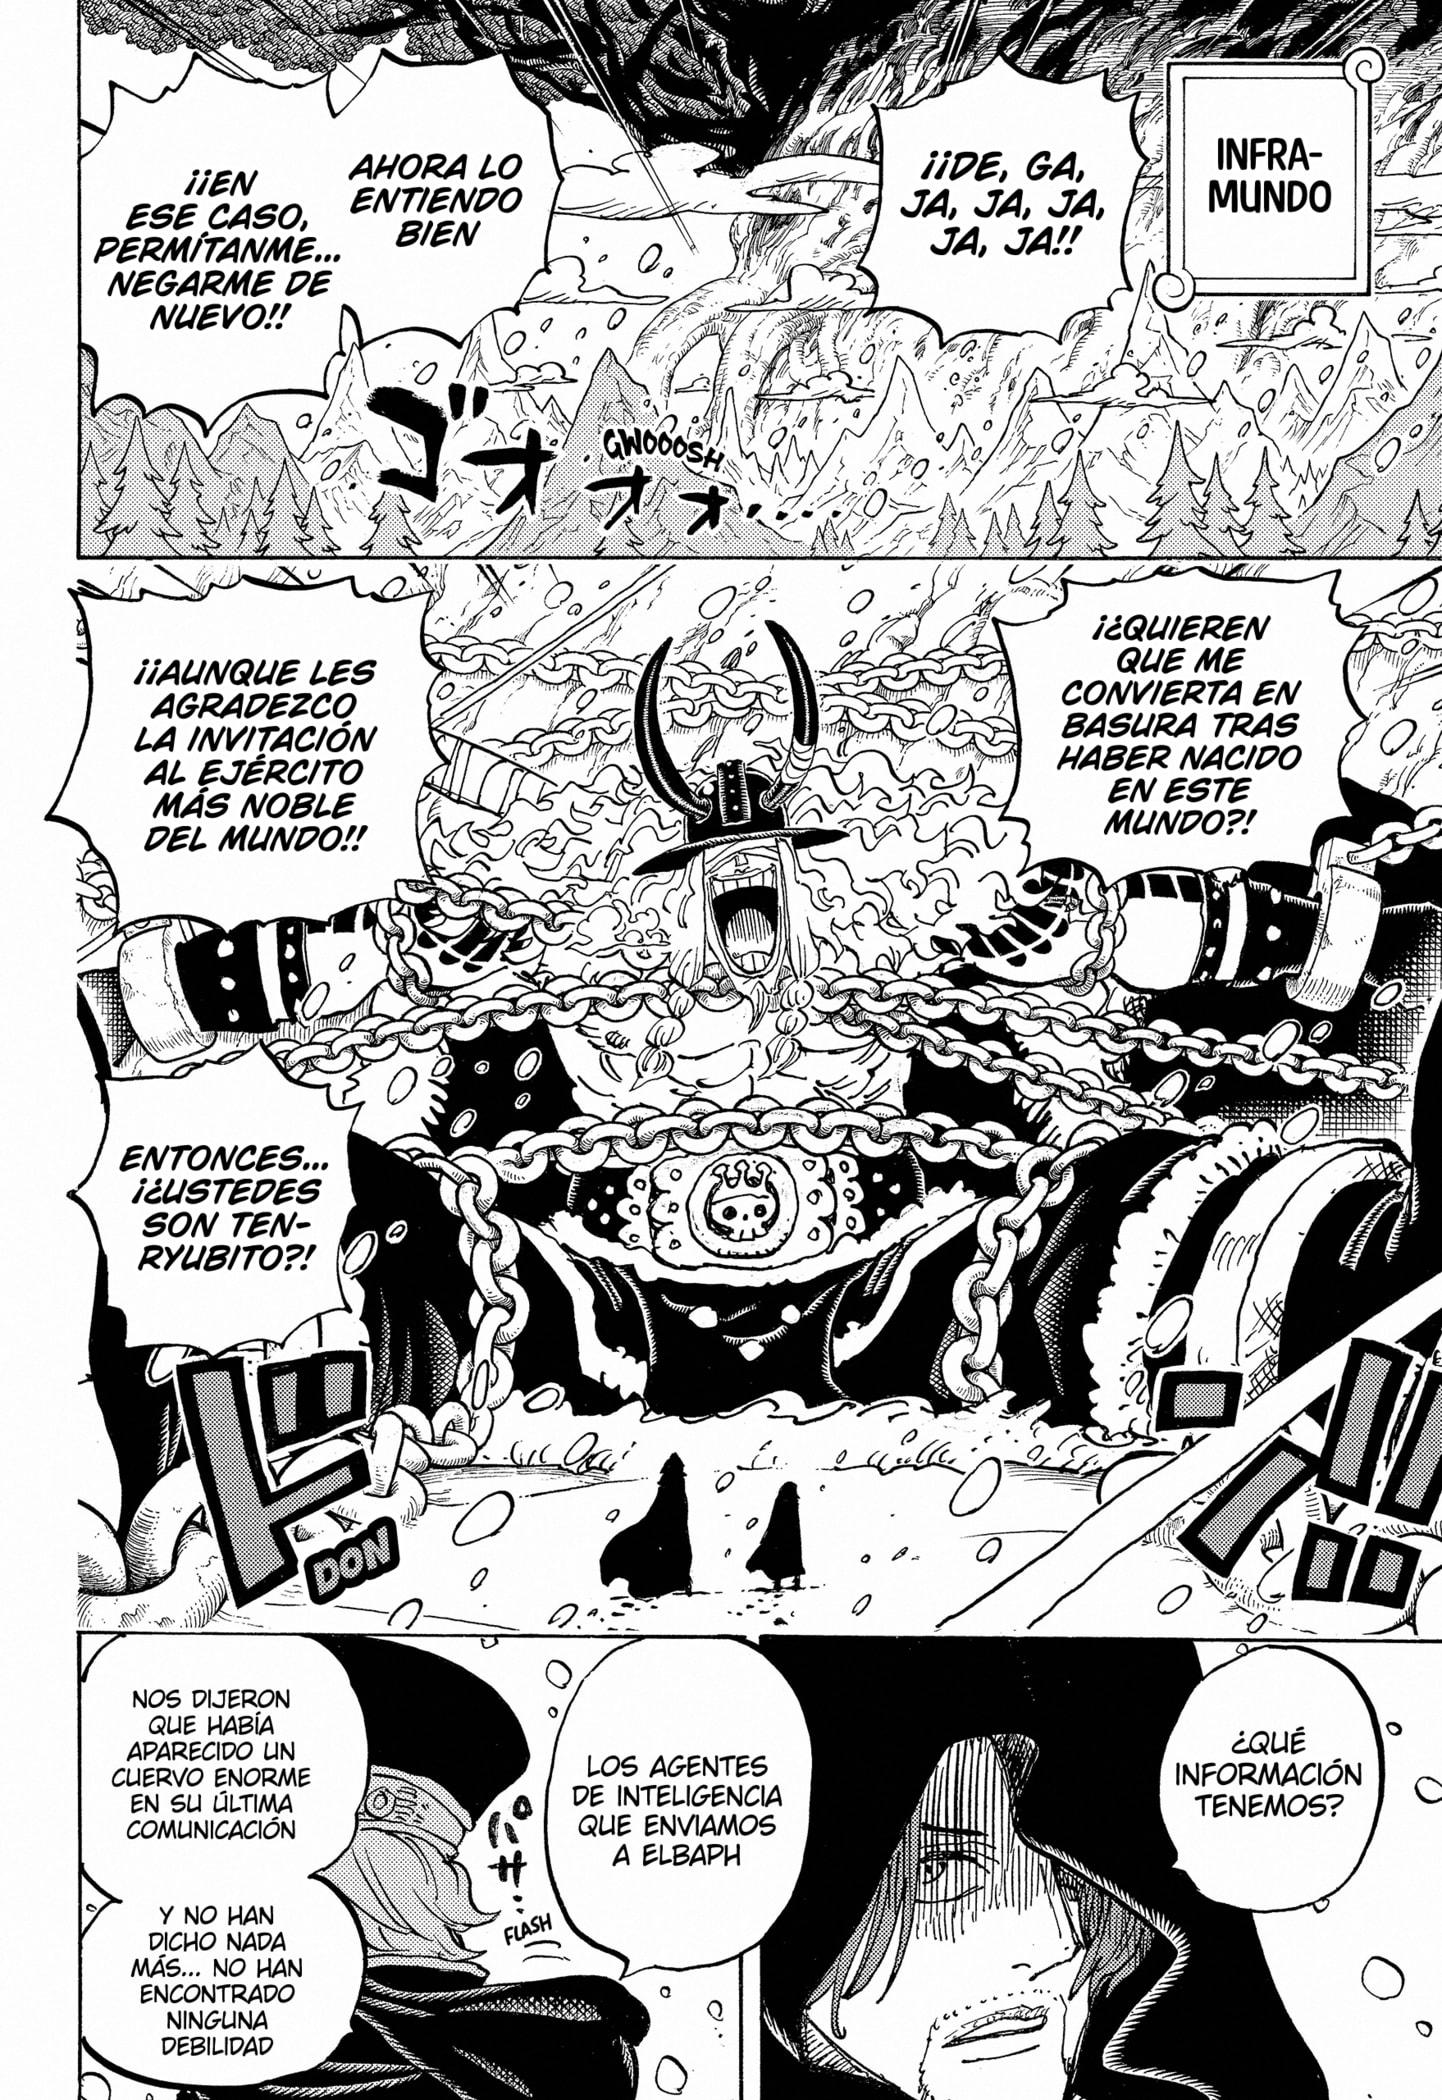 INFRA-
MUNDO
¡¡DE, GA,
JA, JA, JA,
JA, JA!!
AHORA LO
ENTIENDO
BIEN
¡¡EN
ESE CASO,
PERMÍTANME...
NEGARME DE
NUEVO!!
ゴオオオ....
GWOOOSH
¡¿QUIEREN
QUE ME
CONVIERTA EN
BASURA TRAS
HABER NACIDO
EN ESTE
MUNDO?!
¡¡AUNQUE LES
AGRADEZCO
LA INVITACIÓN
AL EJÉRCITO
MÁS NOBLE
DEL MUNDO!!
ENTONCES...
¡¿USTEDES
SON TEN-
RYUBITO?!
ドン!!
DON
¿QUÉ
INFORMACIÓN
TENEMOS?
LOS AGENTES
DE INTELIGENCIA
QUE ENVIAMOS
A ELBAPH
パサ..
FLASH
NOS DIJERON
QUE HABÍA
APARECIDO UN
CUERVO ENORME
EN SU ÚLTIMA
COMUNICACIÓN
Y NO HAN
DICHO NADA
MÁS... NO HAN
ENCONTRADO
NINGUNA
DEBILIDAD